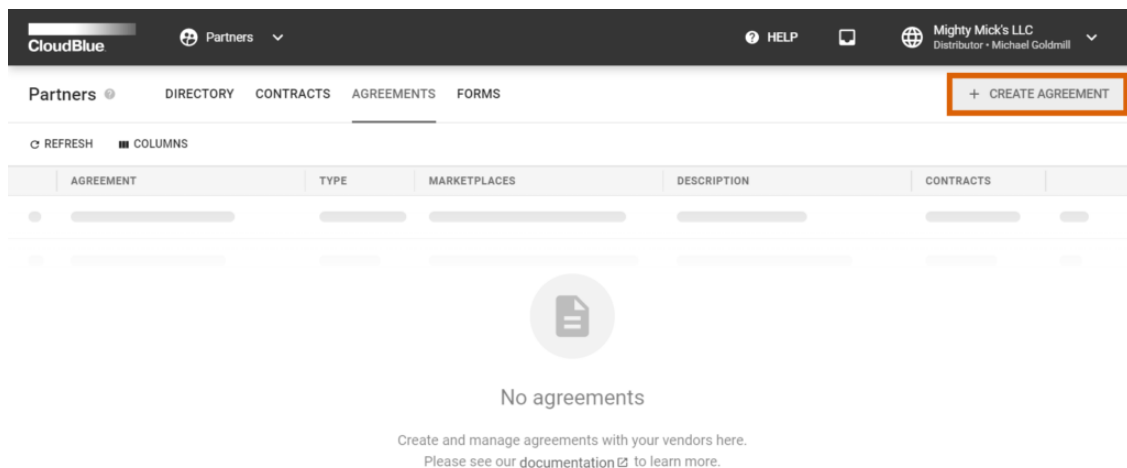 CloudBlue
Partners
HELP
Mighty Mick's LLC
Distributor • Michael Goldmill
Partners
DIRECTORY CONTRACTS AGREEMENTS FORMS
+ CREATE AGREEMENT
REFRESH COLUMNS
AGREEMENT TYPE MARKETPLACES DESCRIPTION CONTRACTS
No agreements
Create and manage agreements with your vendors here.
Please see our documentation to learn more.